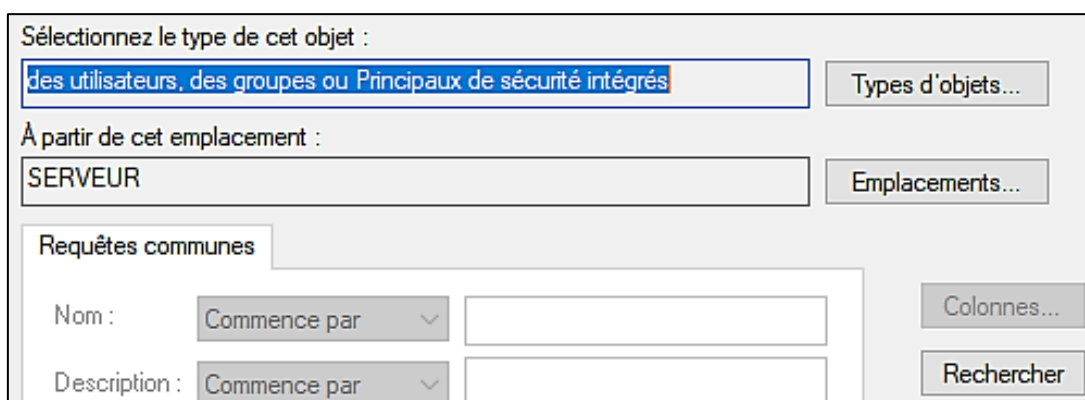 Sélectionnez le type de cet objet :
des utilisateurs, des groupes ou Principaux de sécurité intégrés
Types d'objets...
À partir de cet emplacement :
SERVEUR
Emplacements...
Requêtes communes
Nom : Commence par
Colonnes...
Description : Commence par
Rechercher